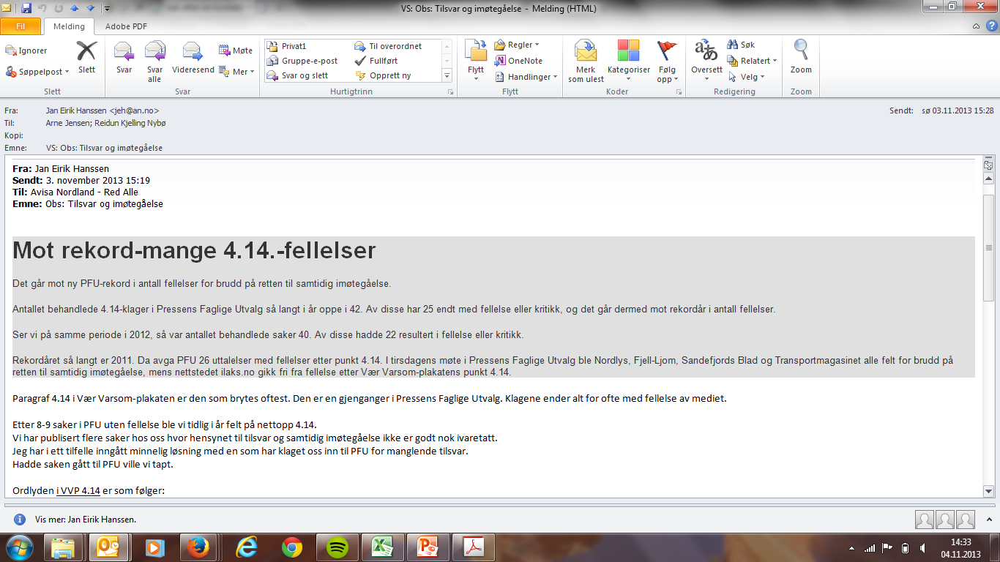 VS: Obs: Tilsvar og imøtegåelse - Melding (HTML)
Fil Melding Adobe PDF
Ignorer
Søppelpost
Slett
Slett
Svar
Svar alle
Videresend
Møte
Mer
Svar
Privat1
Gruppe-e-post
Svar og slett
Til overordnet
Fullført
Opprett ny
Hurtigtrinn
Flytt
Regler
OneNote
Handlinger
Flytt
Merk som ulest
Kategoriser
Følg opp
Koder
Oversett
Søk
Relatert
Velg
Redigering
Zoom
Zoom
Fra: Jan Eirik Hanssen <jeh@an.no> Sendt: sø 03.11.2013 15:28
Til: Arne Jensen; Reidun Kjelling Nybø
Kopi:
Emne: VS: Obs: Tilsvar og imøtegåelse
Fra: Jan Eirik Hanssen
Sendt: 3. november 2013 15:19
Til: Avisa Nordland - Red Alle
Emne: Obs: Tilsvar og imøtegåelse
Mot rekord-mange 4.14.-fellelser
Det går mot ny PFU-rekord i antall fellelser for brudd på retten til samtidig imøtegåelse.
Antallet behandlede 4.14-klager i Pressens Faglige Utvalg så langt i år oppe i 42. Av disse har 25 endt med fellelse eller kritikk, og det går dermed mot rekordår i antall fellelser.
Ser vi på samme periode i 2012, så var antallet behandlede saker 40. Av disse hadde 22 resultert i fellelse eller kritikk.
Rekordåret så langt er 2011. Da avga PFU 26 uttalelser med fellelser etter punkt 4.14. I tirsdagens møte i Pressens Faglige Utvalg ble Nordlys, Fjell-Ljom, Sandefjords Blad og Transportmagasinet alle felt for brudd på
retten til samtidig imøtegåelse, mens nettstedet ilaks.no gikk fri fra fellelse etter Vær Varsom-plakatens punkt 4.14.
Paragraf 4.14 i Vær Varsom-plakaten er den som brytes oftest. Den er en gjenganger i Pressens Faglige Utvalg. Klagene ender alt for ofte med fellelse av mediet.
Etter 8-9 saker i PFU uten fellelse ble vi tidlig i år felt på nettopp 4.14.
Vi har publisert flere saker hos oss hvor hensynet til tilsvar og samtidig imøtegåelse ikke er godt nok ivaretatt.
Jeg har i ett tilfelle inngått minnelig løsning med en som har klaget oss inn til PFU for manglende tilsvar.
Hadde saken gått til PFU ville vi tapt.
Ordlyden i VVP 4.14 er som følger:
Vis mer: Jan Eirik Hanssen.
14:33
04.11.2013